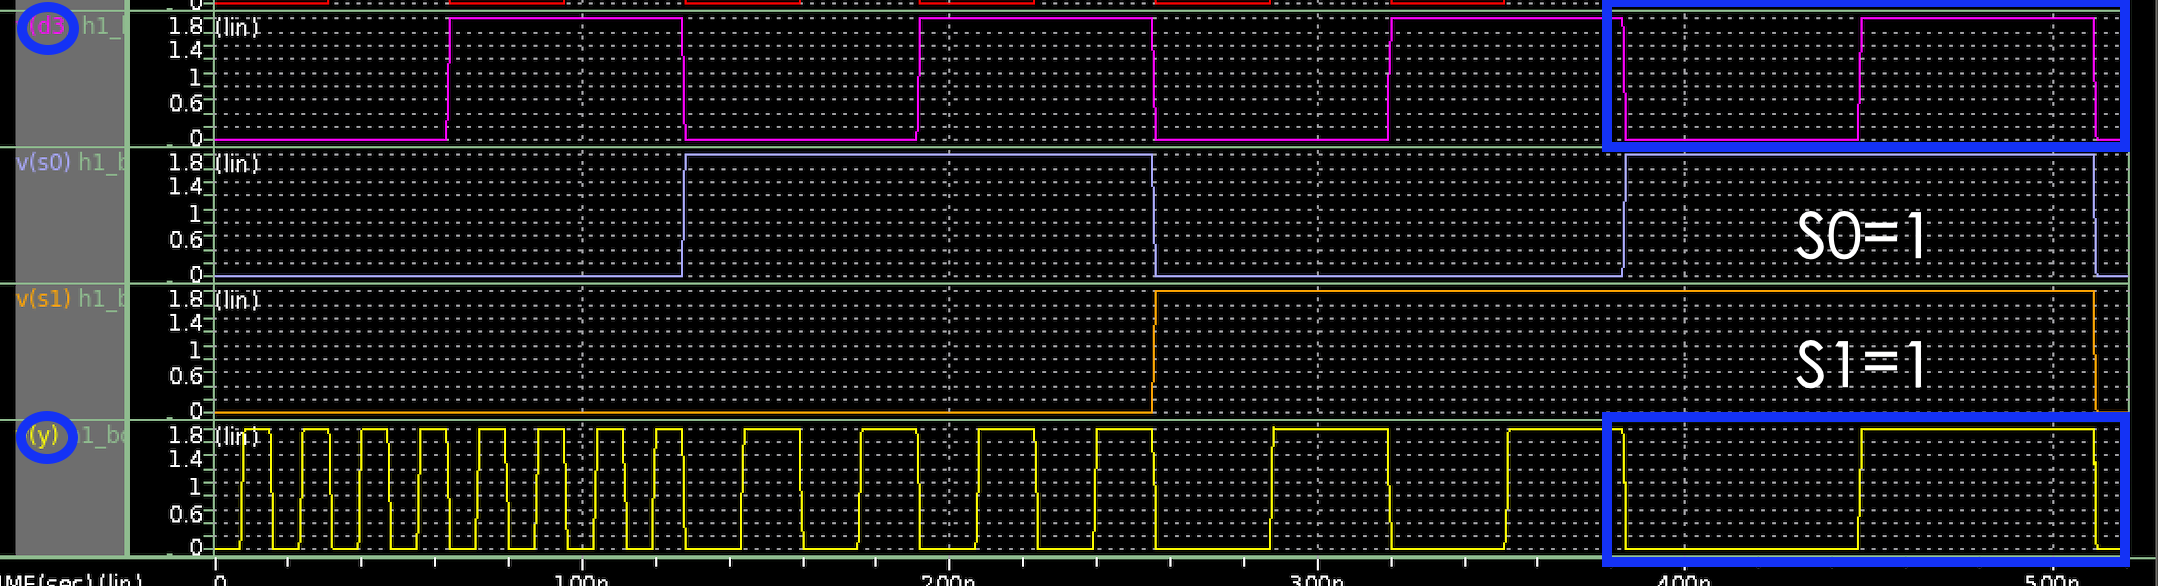 0
(d3 h1_ 1.8 (lin)
1.4
1
0.6
0
v(s0) h1_b 1.8 (lin)
1.4
1
0.6
0
S0=1
v(s1) h1_b 1.8 (lin)
1.4
1
0.6
0
S1=1
(y) 1_bc 1.8 (lin)
1.4
1
0.6
0
IME(sec)(lin) 0 100n 200n 300n 400n 500n